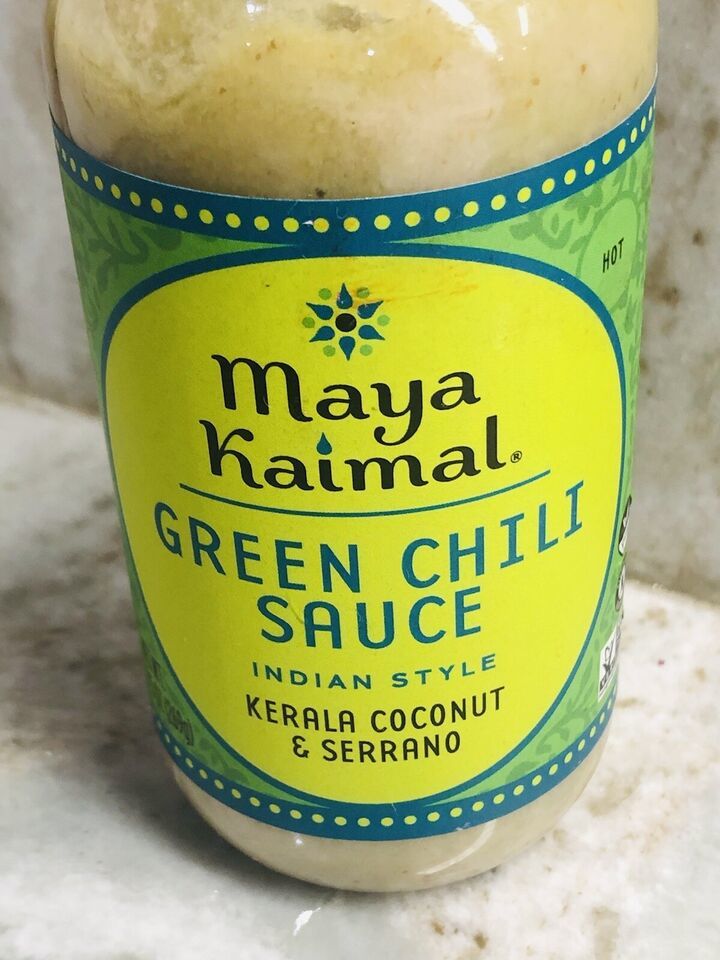 HOT
Maya
Kaimal®
GREEN CHILI
SAUCE
INDIAN STYLE
KERALA COCONUT
& SERRANO